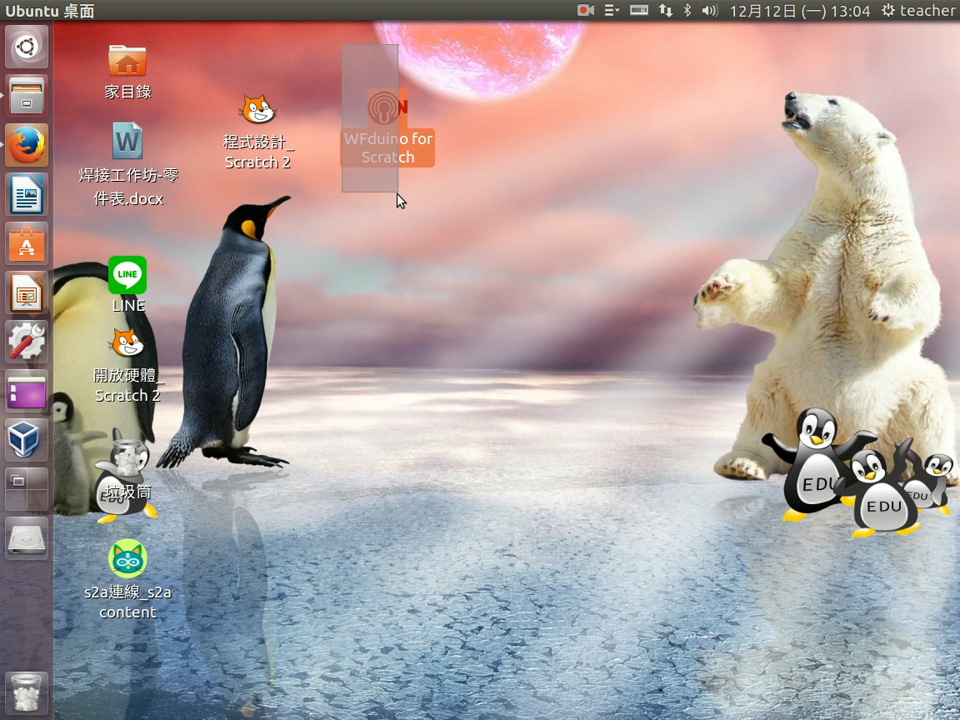 Ubuntu 桌面
12月12日 (一) 13:04
teacher
家目錄
W
焊接工作坊-零
件表.docx
程式設計_
Scratch 2
N
WFduino for
Scratch
LINE
LINE
開放硬體_
Scratch 2
垃圾筒
EDU
s2a連線_s2a
content
EDU
EDU
EDU